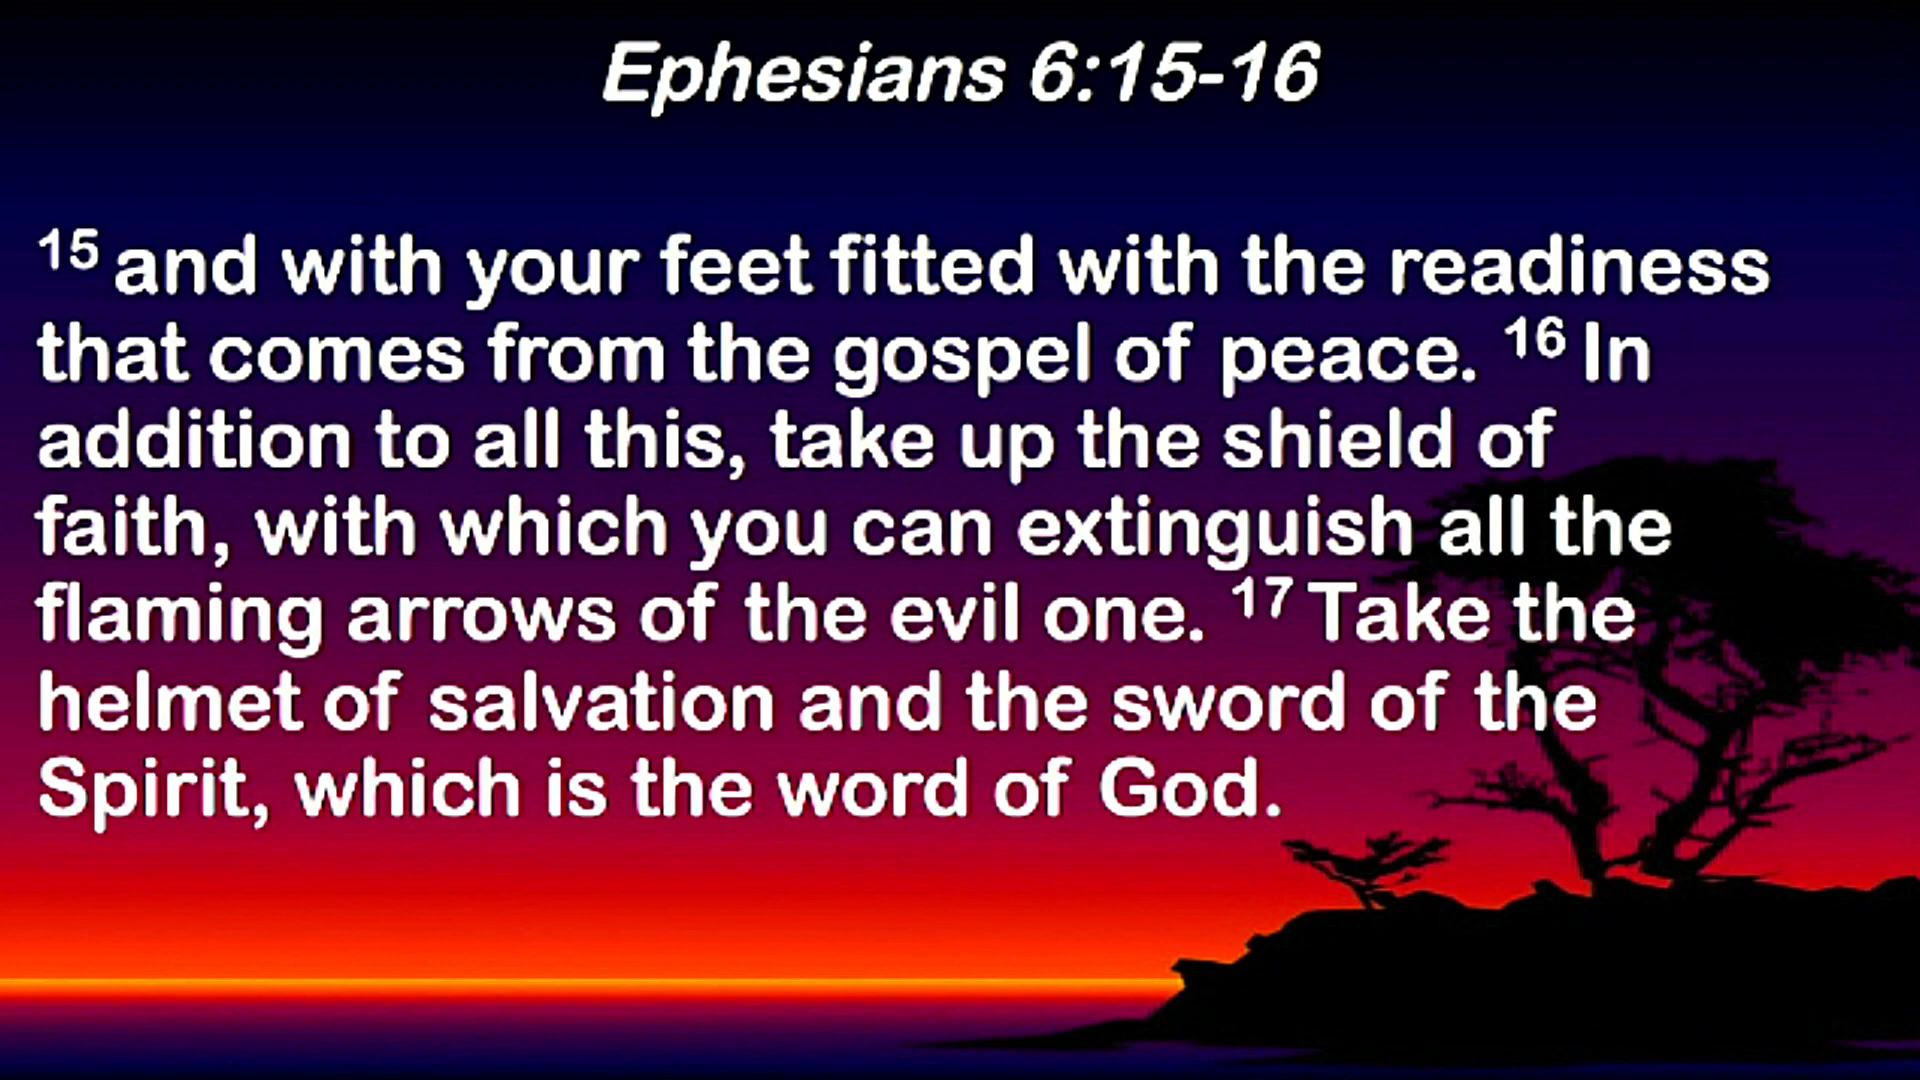 Ephesians 6:15-16
15 and with your feet fitted with the readiness
that comes from the gospel of peace. 16 In
addition to all this, take up the shield of
faith, with which you can extinguish all the
flaming arrows of the evil one. 17 Take the
helmet of salvation and the sword of the
Spirit, which is the word of God.